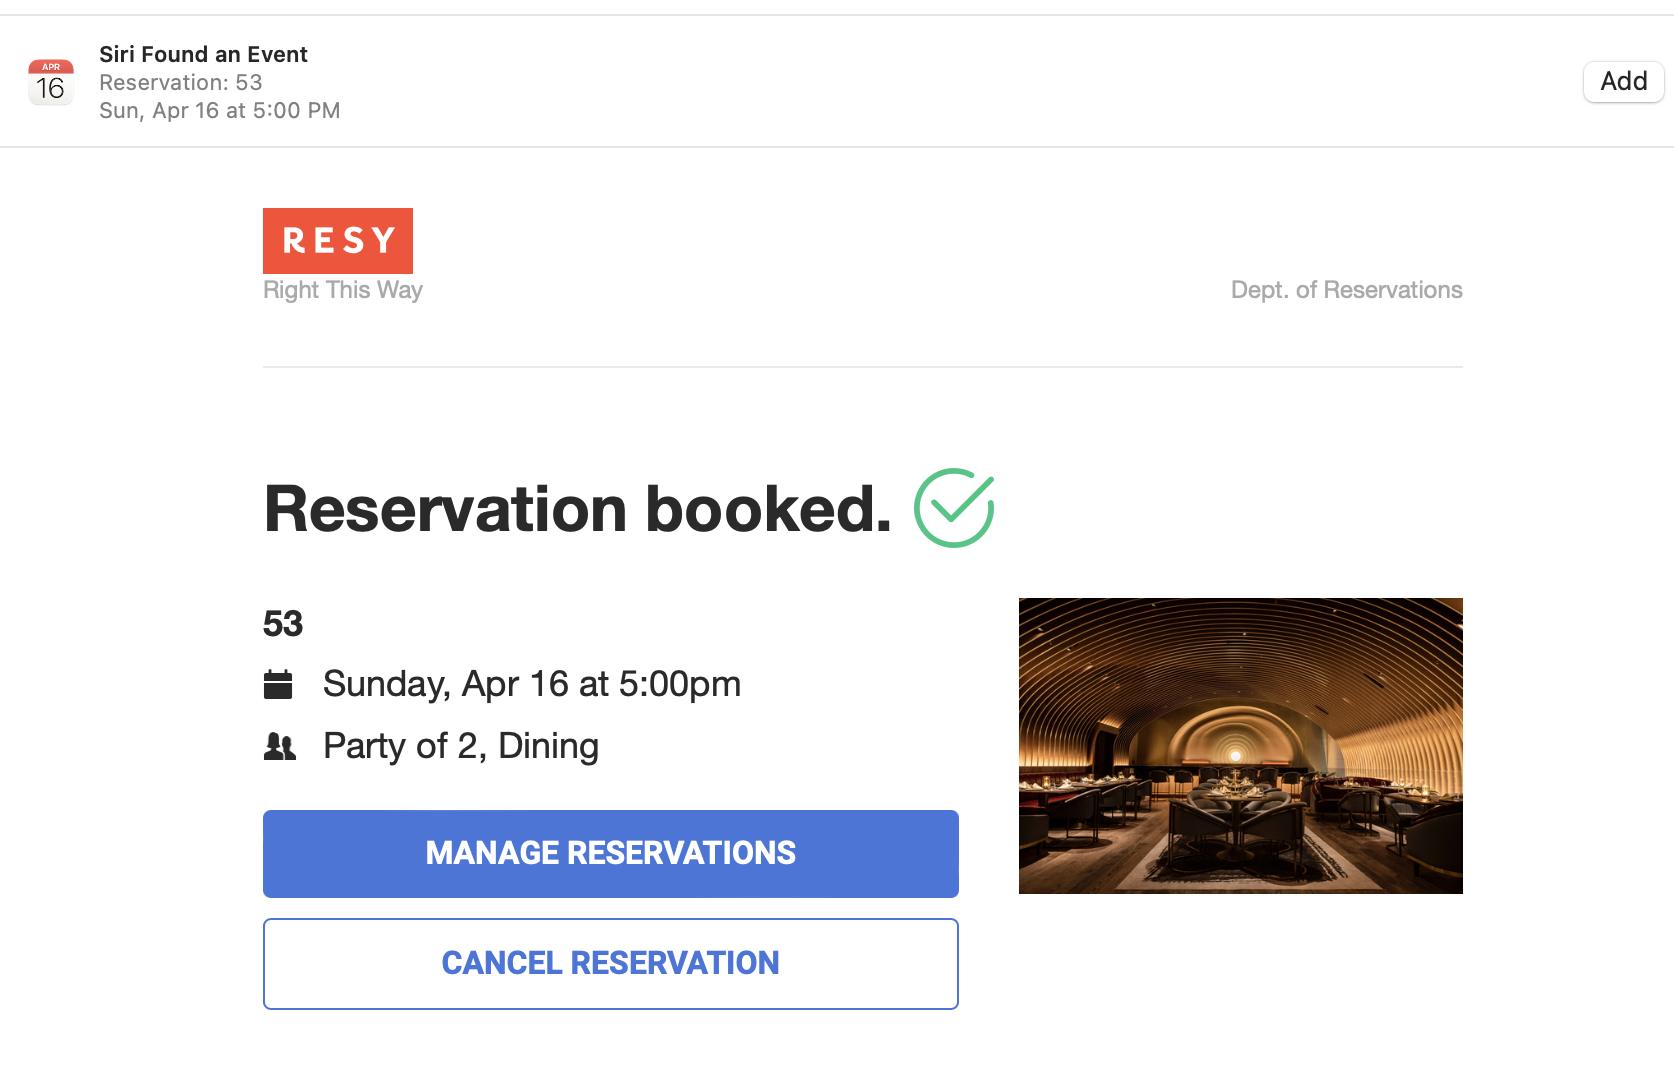 APR
16
Siri Found an Event
Reservation: 53
Sun, Apr 16 at 5:00 PM
Add
RESY
Right This Way
Dept. of Reservations
Reservation booked.
53
Sunday, Apr 16 at 5:00pm
Party of 2, Dining
MANAGE RESERVATIONS
CANCEL RESERVATION